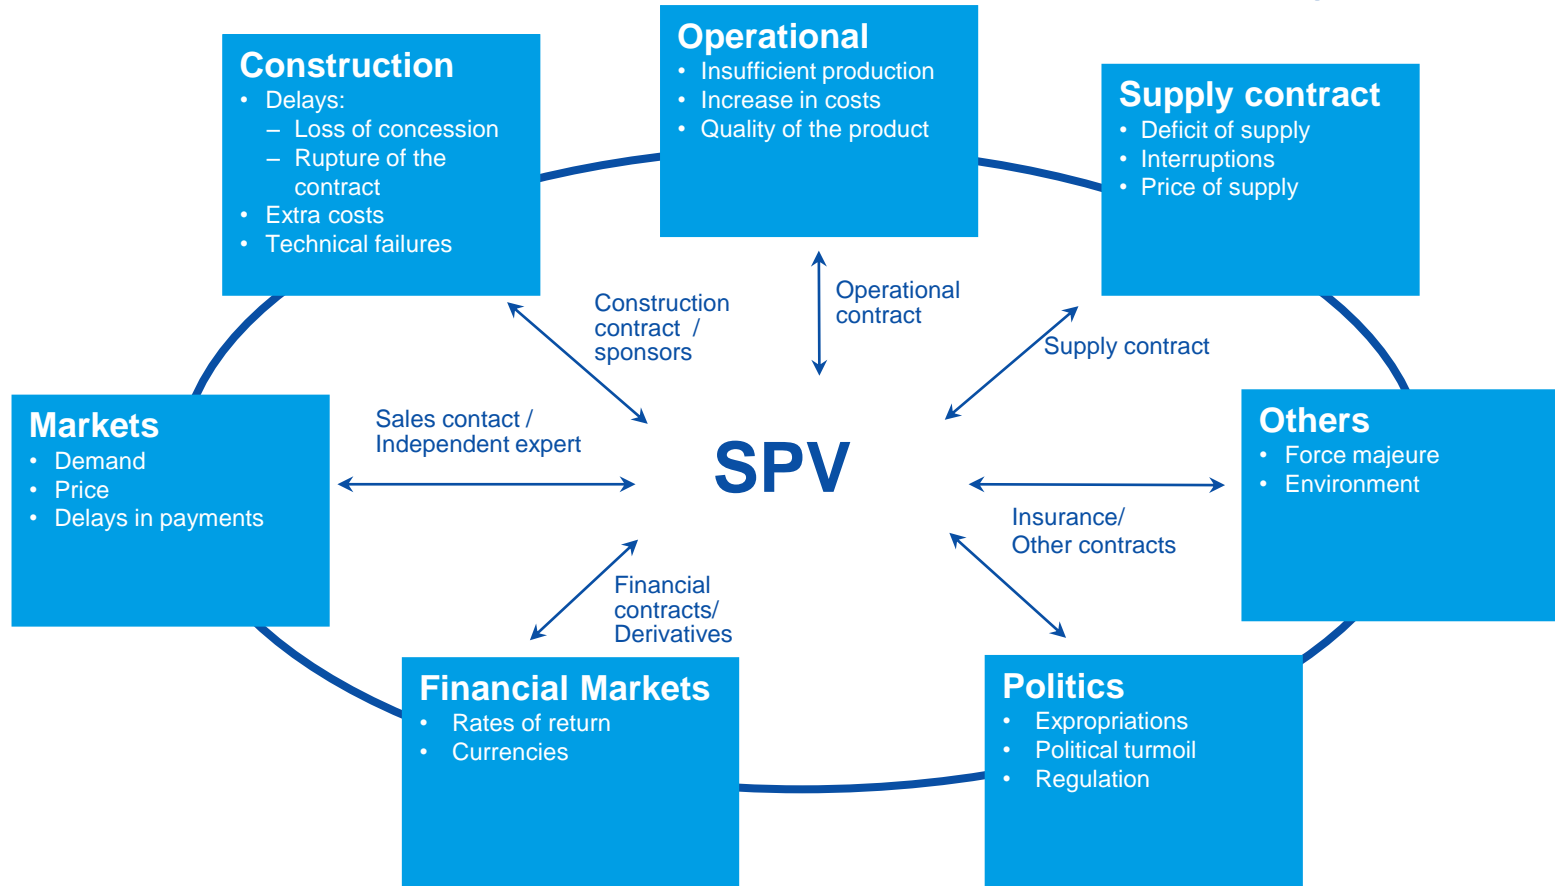 Construction
• Delays:
– Loss of concession
– Rupture of the
contract
• Extra costs
• Technical failures
Operational
• Insufficient production
• Increase in costs
• Quality of the product
Supply contract
• Deficit of supply
• Interruptions
• Price of supply
Construction
contract /
sponsors
Operational
contract
Supply contract
Markets
• Demand
• Price
• Delays in payments
Sales contact /
Independent expert
SPV
Others
• Force majeure
• Environment
Insurance/
Other contracts
Financial
contracts/
Derivatives
Financial Markets
• Rates of return
• Currencies
Politics
• Expropriations
• Political turmoil
• Regulation